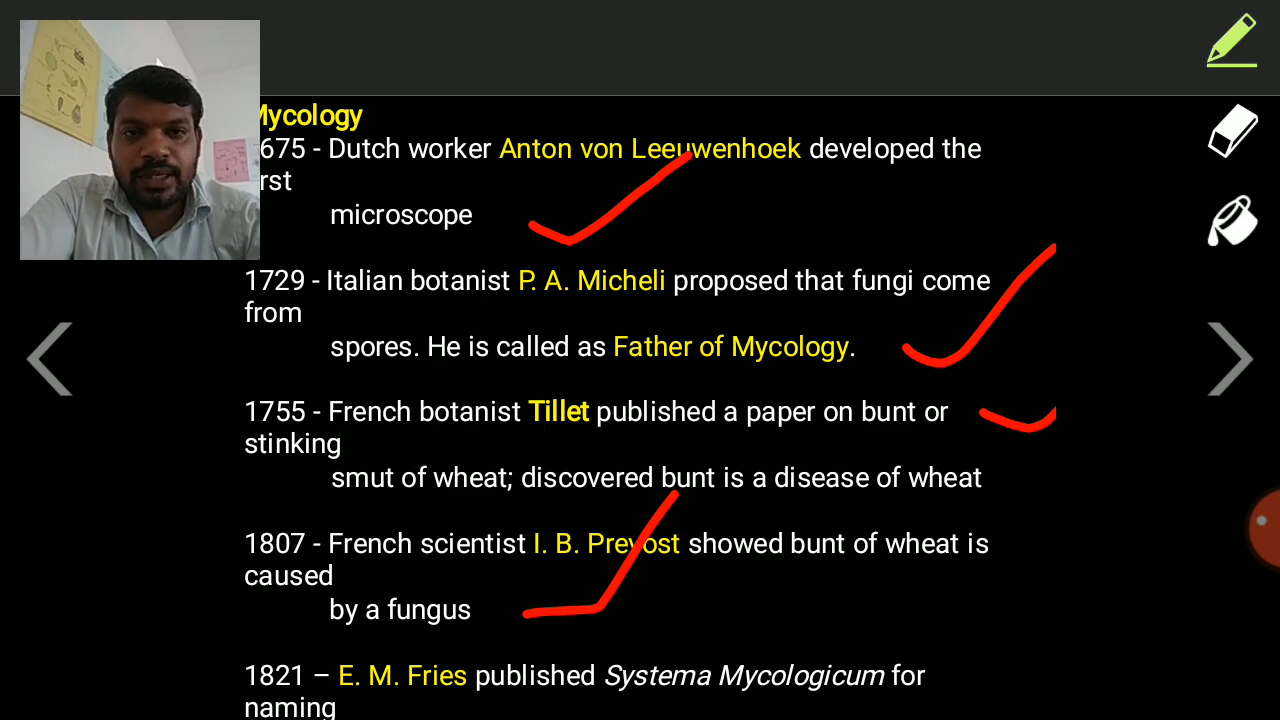 Mycology
675 - Dutch worker Anton von Leeuwenhoek developed the
rst
microscope
1729 - Italian botanist P. A. Micheli proposed that fungi come
from
spores. He is called as Father of Mycology.
1755 - French botanist Tillet published a paper on bunt or
stinking
smut of wheat; discovered bunt is a disease of wheat
1807 - French scientist I. B. Prevost showed bunt of wheat is
caused
by a fungus
1821 – E. M. Fries published Systema Mycologicum for
naming